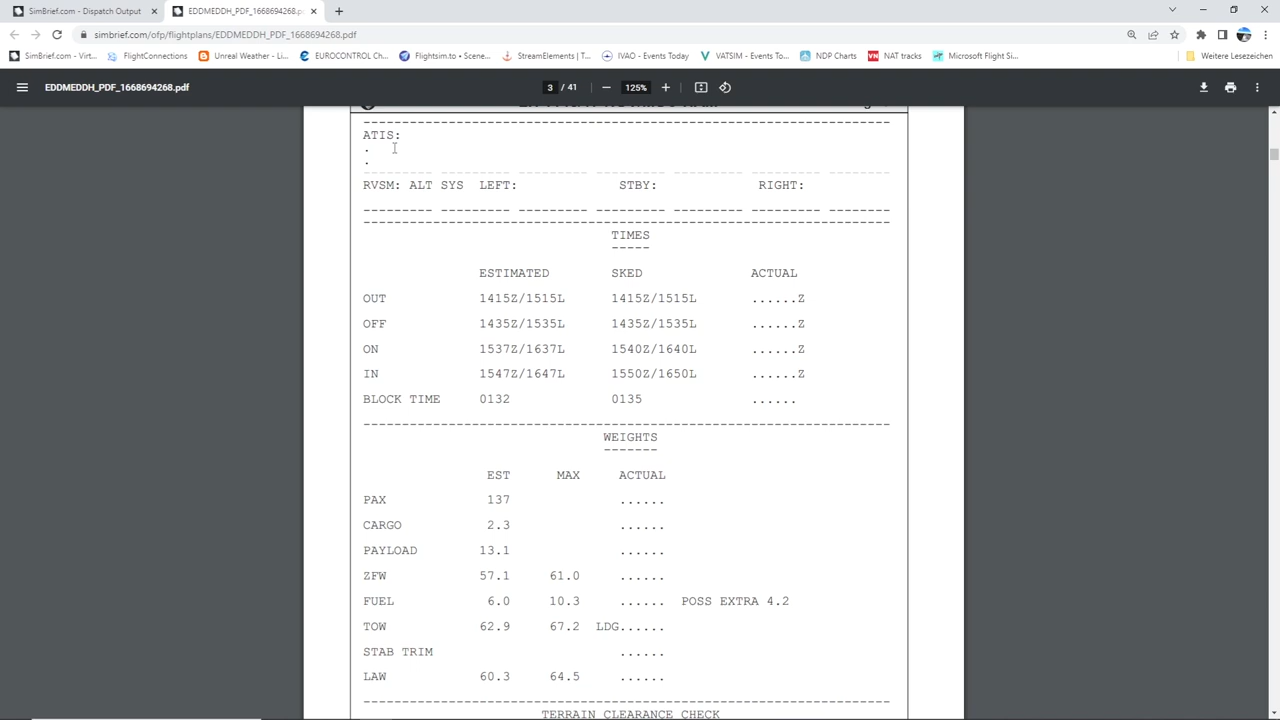 SimBrief.com - Dispatch Output
EDDMEDDH_PDF_1668694268.p
simbrief.com/ofp/flightplans/EDDMEDDH_PDF_1668694268.pdf
SimBrief.com - Virt... FlightConnections Unreal Weather - Li... EUROCONTROL Ch... Flightsim.to • Scene... StreamElements | Im... IVAO - Events Today VATSIM - Events To... NDP Charts VN NAT tracks Microsoft Flight Si... Weitere Lesezeichen
EDDMEDDH_PDF_1668694268.pdf 3 / 41 125%
----------
ATIS:
.
.
RVSM: ALT SYS LEFT: STBY: RIGHT:
TIMES
-----
ESTIMATED SKED ACTUAL
OUT 1415Z/1515L 1415Z/1515L ......Z
OFF 1435Z/1535L 1435Z/1535L ......Z
ON 1537Z/1637L 1540Z/1640L ......Z
IN 1547Z/1647L 1550Z/1650L ......Z
BLOCK TIME 0132 0135 ......
WEIGHTS
-------
EST MAX ACTUAL
PAX 137 ......
CARGO 2.3 ......
PAYLOAD 13.1 ......
ZFW 57.1 61.0 ......
FUEL 6.0 10.3 ...... POSS EXTRA 4.2
TOW 62.9 67.2 LDG......
STAB TRIM ......
LAW 60.3 64.5 ......
TERRAIN CLEARANCE CHECK